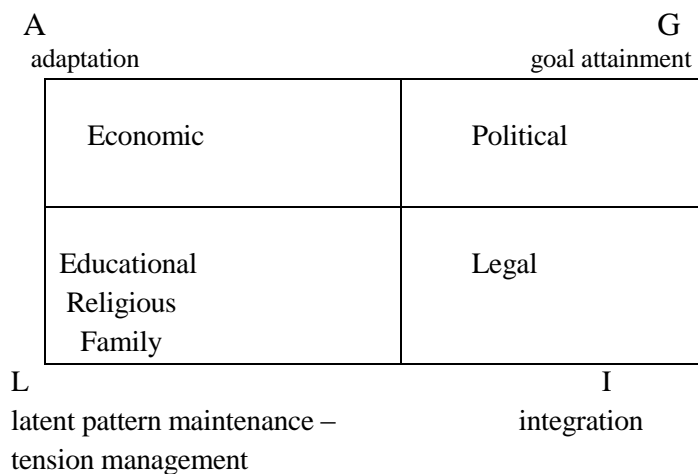 A G
adaptation goal attainment
Economic Political
Educational Legal
Religious
Family
L I
latent pattern maintenance – integration
tension management